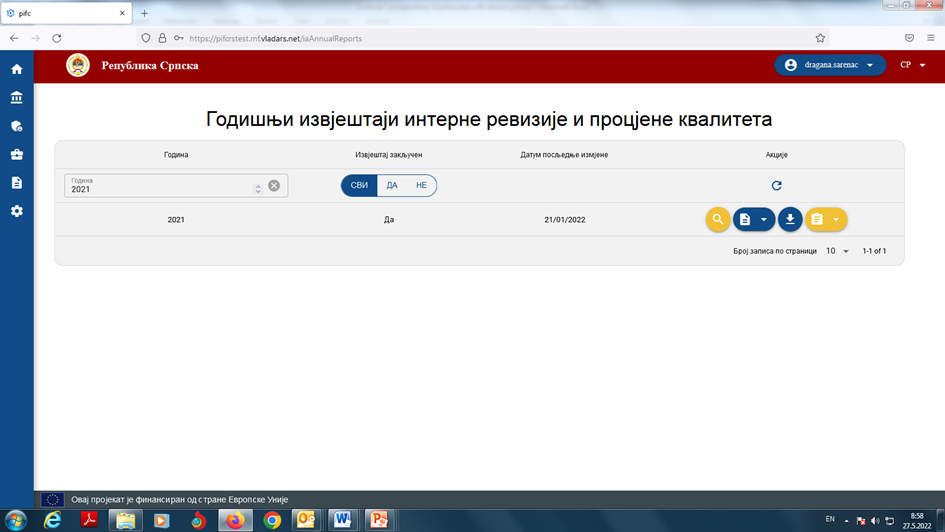 pifc
https://pifcrstest.mf.vladars.net/iaAnnualReports
Република Српска
dragana.sarenac
СР
Годишњи извјештаји интерне ревизије и процјене квалитета
Година Извјештај закључен Датум посљедње измјене Акције
Година
2021
СВИ ДА НЕ
2021 Да 21/01/2022
Број записа по страници 10 1-1 of 1
Овај пројекат је финансиран од стране Европске Уније
EN
8:58
27.5.2022